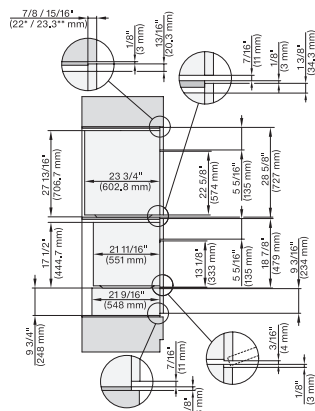 7/8 / 15/16"
(22* / 23.3** mm)
1/8"
(3 mm)
13/16"
(20.3 mm)
7/16"
(11 mm)
1/8"
(3 mm)
1 3/8"
(34.3 mm)
27 13/16"
(706.7 mm)
23 3/4"
(602.8 mm)
22 5/8"
(574 mm)
5 5/16"
(135 mm)
28 5/8"
(727 mm)
17 1/2"
(444.7 mm)
21 11/16"
(551 mm)
13 1/8"
(333 mm)
5 5/16"
(135 mm)
18 7/8"
(479 mm)
9 3/16"
(234 mm)
21 9/16"
(548 mm)
9 3/4"
(248 mm)
7/16"
(11 mm)
3/16"
(4 mm)
1/8"
(3 mm)